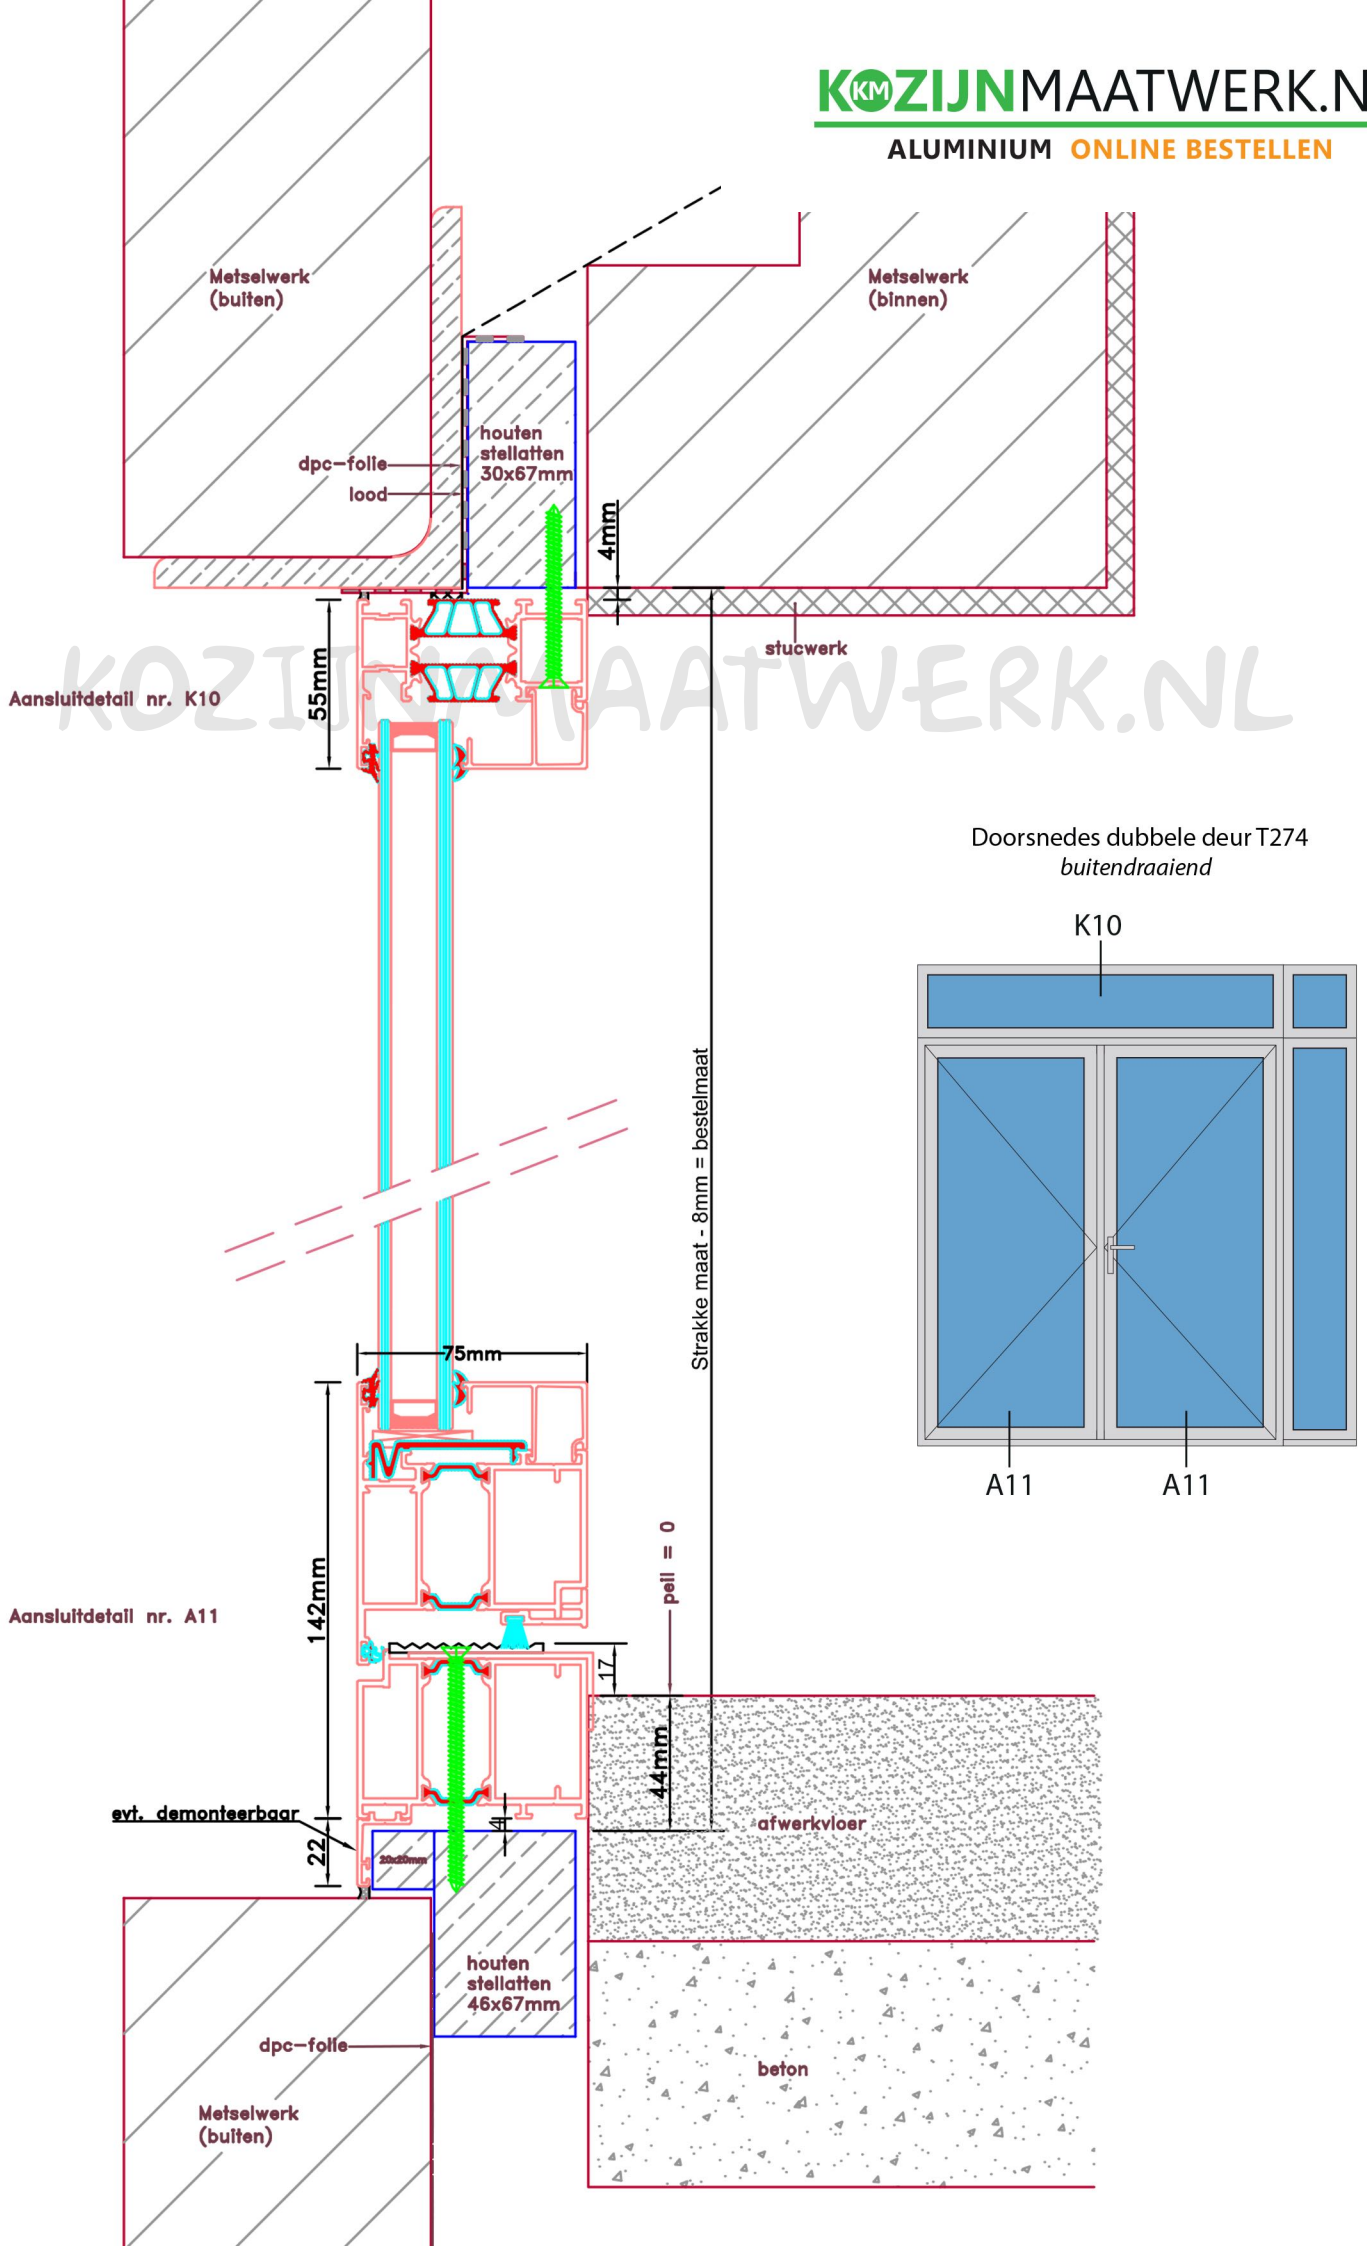 KOZIJNMAATWERK.N
KM
ALUMINIUM ONLINE BESTELLEN
Metselwerk
(buiten)
Metselwerk
(binnen)
houten
stellatten
30x67mm
dpc-folie
lood
4mm
stucwerk
KOZIJNMAATWERK.NL
55mm
Aansluitdetail nr. K10
Doorsnedes dubbele deur T274
buitendraaiend
K10
Strakke maat - 8mm = bestelmaat
75mm
A11
A11
peil = 0
142mm
Aansluitdetail nr. A11
17
44mm
evt. demonteerbaar
4
afwerkvloer
22
20x20mm
houten
stellatten
46x67mm
dpc-folie
beton
Metselwerk
(buiten)